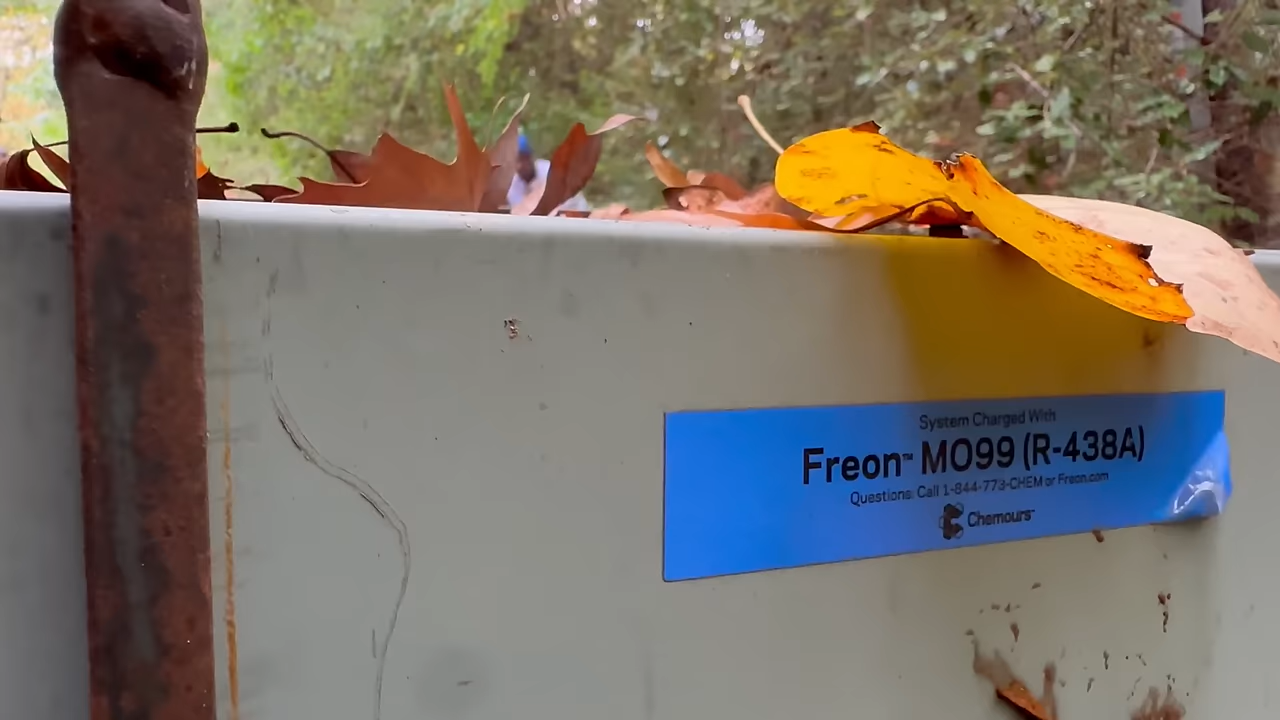 System Charged With
Freon™ MO99 (R-438A)
Questions: Call 1-844-773-CHEM or Freon.com
Chemours™